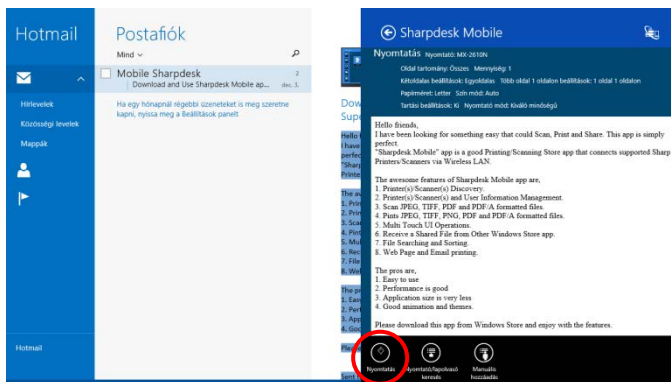 Hotmail
Hírlevelek
Közösségi levelek
Mappák
Hotmail
Postafiók
Mind
Mobile Sharpdesk 2
Download and Use Sharpdesk Mobile ap... dec. 3.
Ha egy hónapnál régebbi üzeneteket is meg szeretne
kapni, nyissa meg a Beállítások panelt
Sharpdesk Mobile
Nyomtatás Nyomtató: MX-2610N
Oldal tartomány: Összes Mennyiség: 1
Kétoldalas beállítások: Egyoldalas Több oldal 1 oldalon beállítások: 1 oldal 1 oldalon
Papírméret: Letter Szín mód: Auto
Tartási beállítások: Ki Nyomtató mód: Kiváló minőségű
Hello friends,
I have been looking for something easy that could Scan, Print and Share. This app is simply
perfect.
"Sharpdesk Mobile" app is a good Printing/Scanning Store app that connects supported Sharp
Printers/Scanners via Wireless LAN.
The awesome features of Sharpdesk Mobile app are,
1. Printer(s)/Scanner(s) Discovery.
2. Printer(s)/Scanner(s) and User Information Management.
3. Scan JPEG, TIFF, PDF and PDF/A formatted files.
4. Pints JPEG, TIFF, PNG, PDF and PDF/A formatted files.
5. Multi Touch UI Operations.
6. Receive a Shared File from Other Windows Store app.
7. File Searching and Sorting.
8. Web Page and Email printing.
The pros are,
1. Easy to use
2. Performance is good
3. Application size is very less
4. Good animation and themes.
Please download this app from Windows Store and enjoy with the features.
Nyomtatás
Nyomtató/lapolvasó
keresés
Manuális
hozzáadás